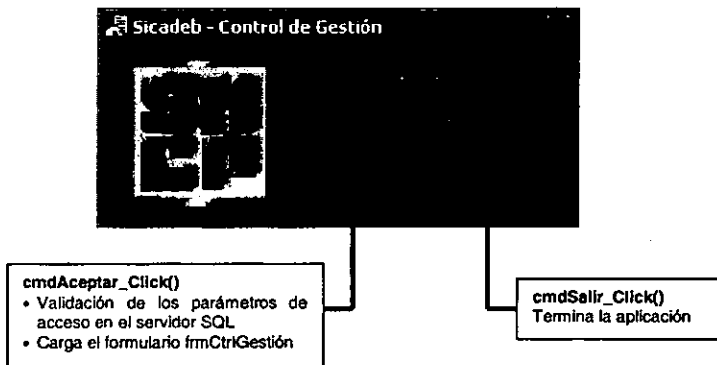 Sicadeb - Control de Gestión
cmdAceptar_Click()
• Validación de los parámetros de
acceso en el servidor SQL
• Carga el formulario frmCtrlGestión
cmdSalir_Click()
Termina la aplicación